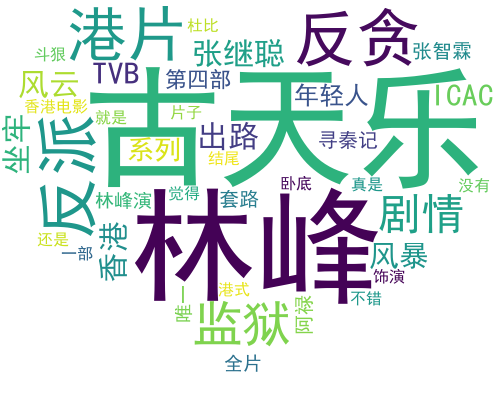 杜比
港片
反贪
斗狠
张继聪
张智霖
TVB
风云
第四部
年轻人
ICAC
香港电影
片子
古天乐
就是
反派
坐牢
出路
寻秦记
系列
结尾
林峰演
觉得
卧底
真是
没有
套路
林峰
剧情
还是
一部
香港
风暴
饰演
港式
唯一
不错
阿禄
监狱
全片